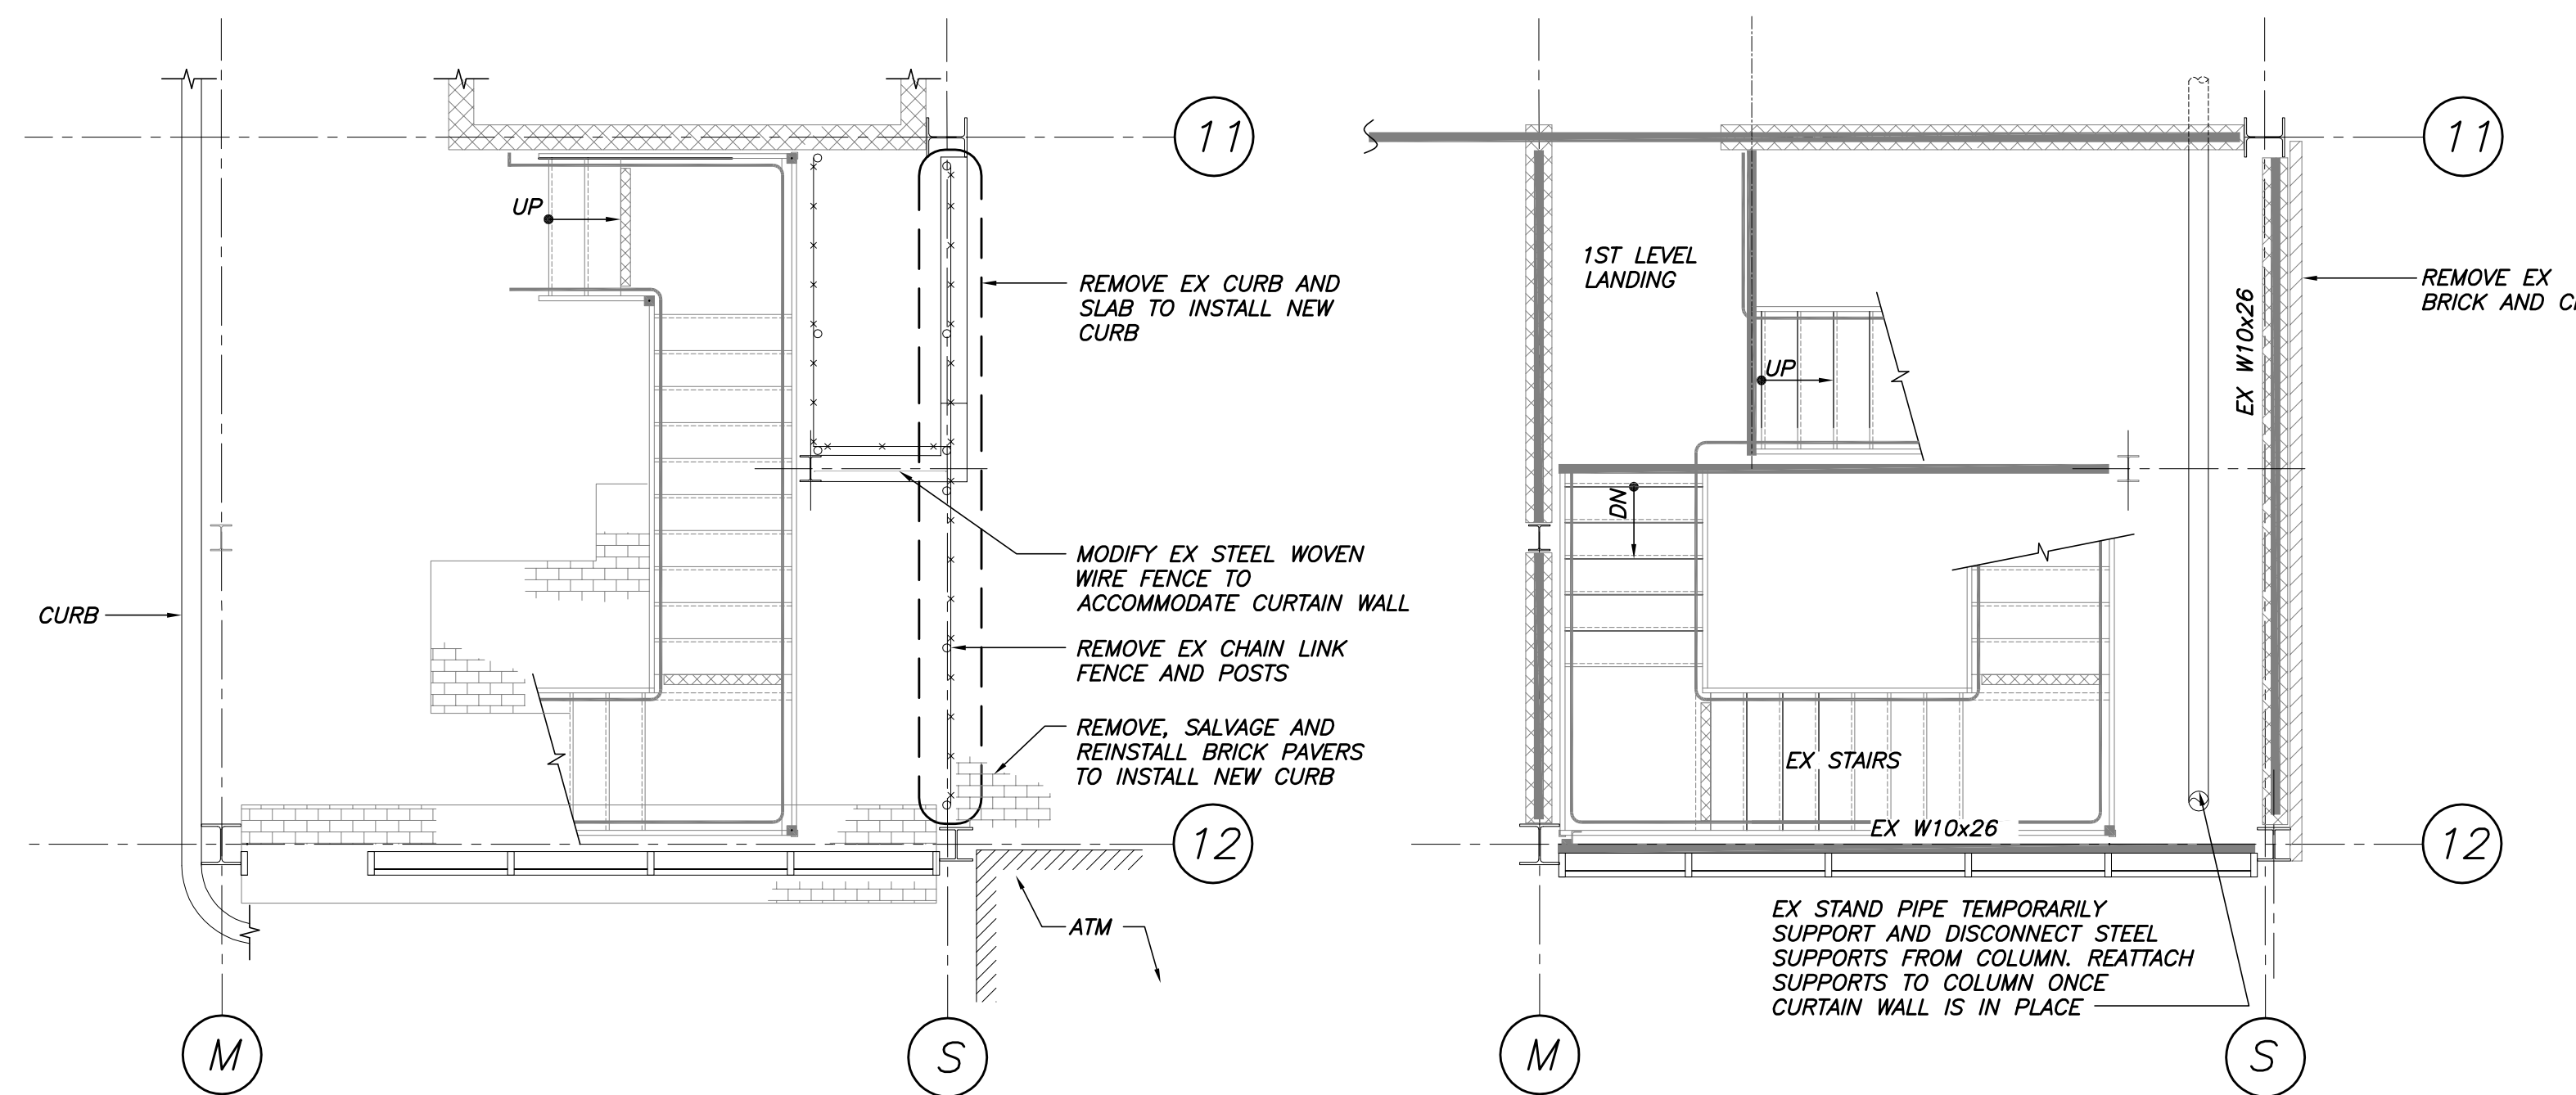 11
UP
REMOVE EX CURB AND
SLAB TO INSTALL NEW
CURB
MODIFY EX STEEL WOVEN
WIRE FENCE TO
ACCOMMODATE CURTAIN WALL
CURB
REMOVE EX CHAIN LINK
FENCE AND POSTS
REMOVE, SALVAGE AND
REINSTALL BRICK PAVERS
TO INSTALL NEW CURB
12
ATM
M
S
11
1ST LEVEL
LANDING
EX W10x26
REMOVE EX
BRICK AND
UP
DN
EX STAIRS
EX W10x26
12
EX STAND PIPE TEMPORARILY
SUPPORT AND DISCONNECT STEEL
SUPPORTS FROM COLUMN. REATTACH
SUPPORTS TO COLUMN ONCE
CURTAIN WALL IS IN PLACE
M
S